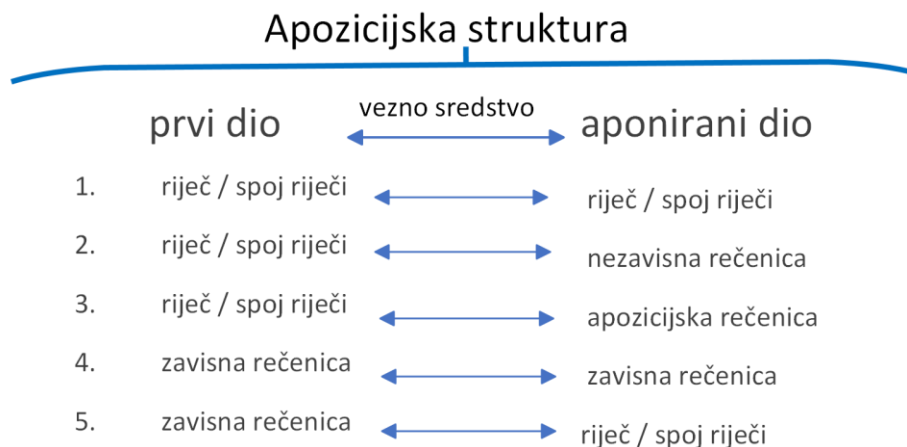 Apozicijska struktura
prvi dio vezno sredstvo aponirani dio
1. riječ / spoj riječi riječ / spoj riječi
2. riječ / spoj riječi nezavisna rečenica
3. riječ / spoj riječi apozicijska rečenica
4. zavisna rečenica zavisna rečenica
5. zavisna rečenica riječ / spoj riječi